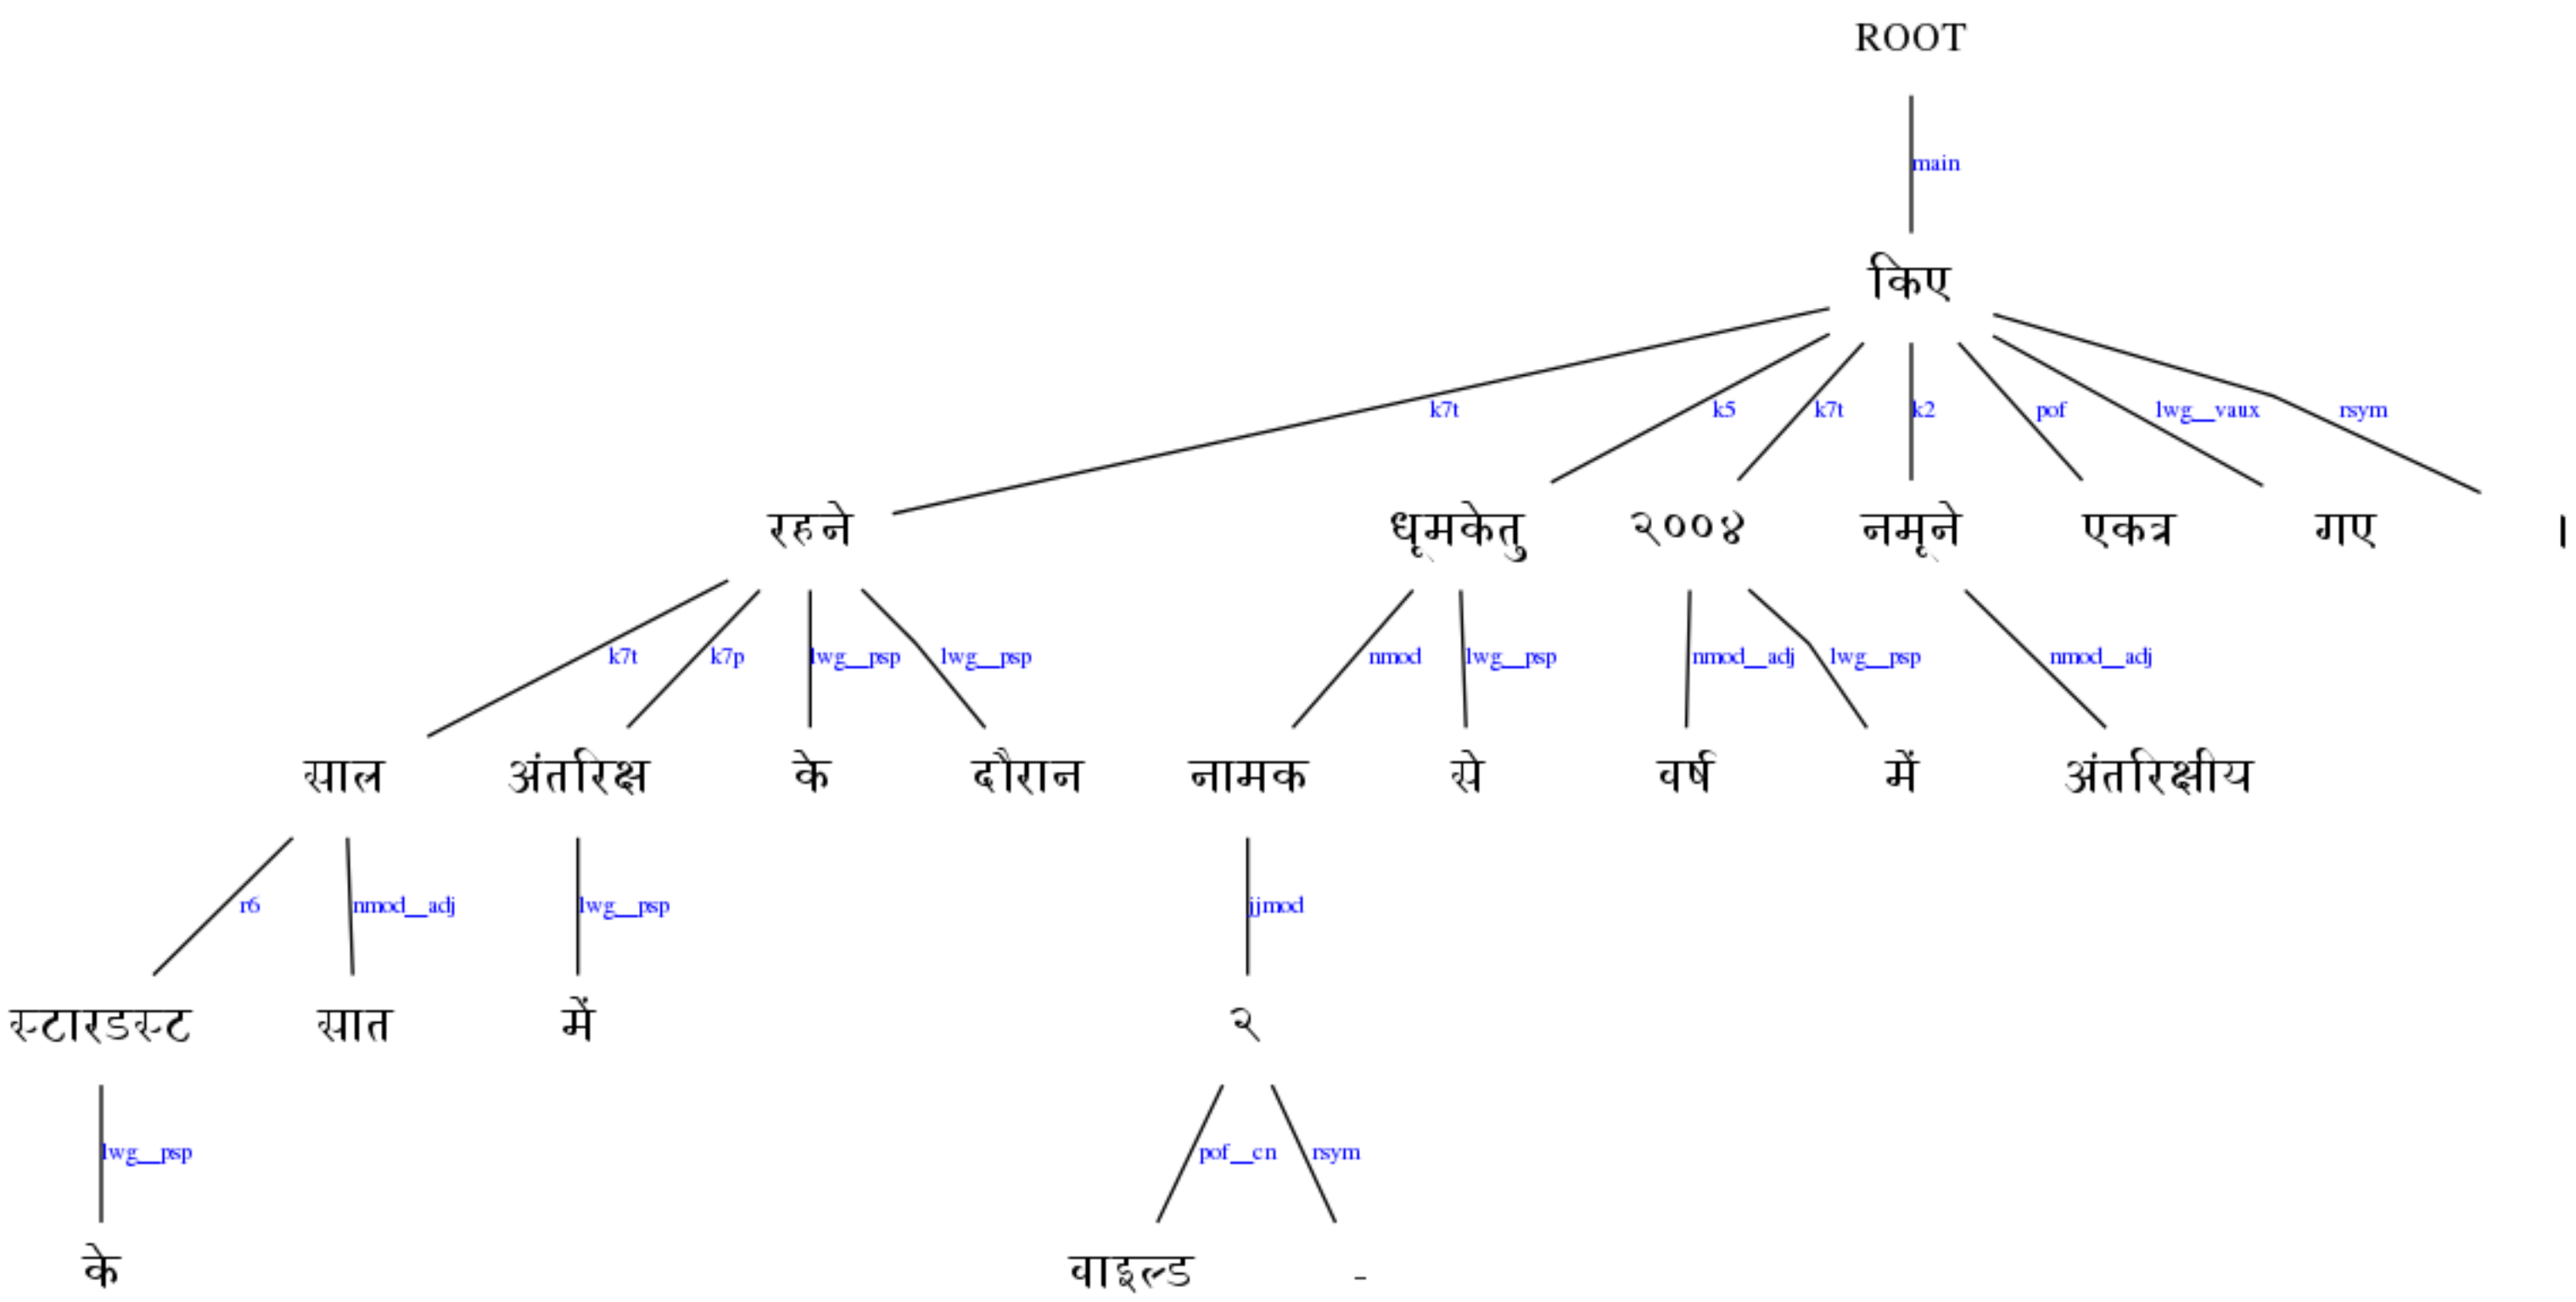 ROOT
main
किए
k7t k5 k7t k2 pof lwg__vaux rsym
रहने धूमकेतु २००४ नमूने एकत्र गए ।
k7t k7p lwg__psp lwg__psp nmod lwg__psp nmod__adj lwg__psp nmod__adj
साल अंतरिक्ष के दौरान नामक से वर्ष में अंतरिक्षीय
r6 nmod__adj lwg__psp jjmod
स्टारडस्ट सात में २
lwg__psp pof__cn rsym
के वाइल्ड -